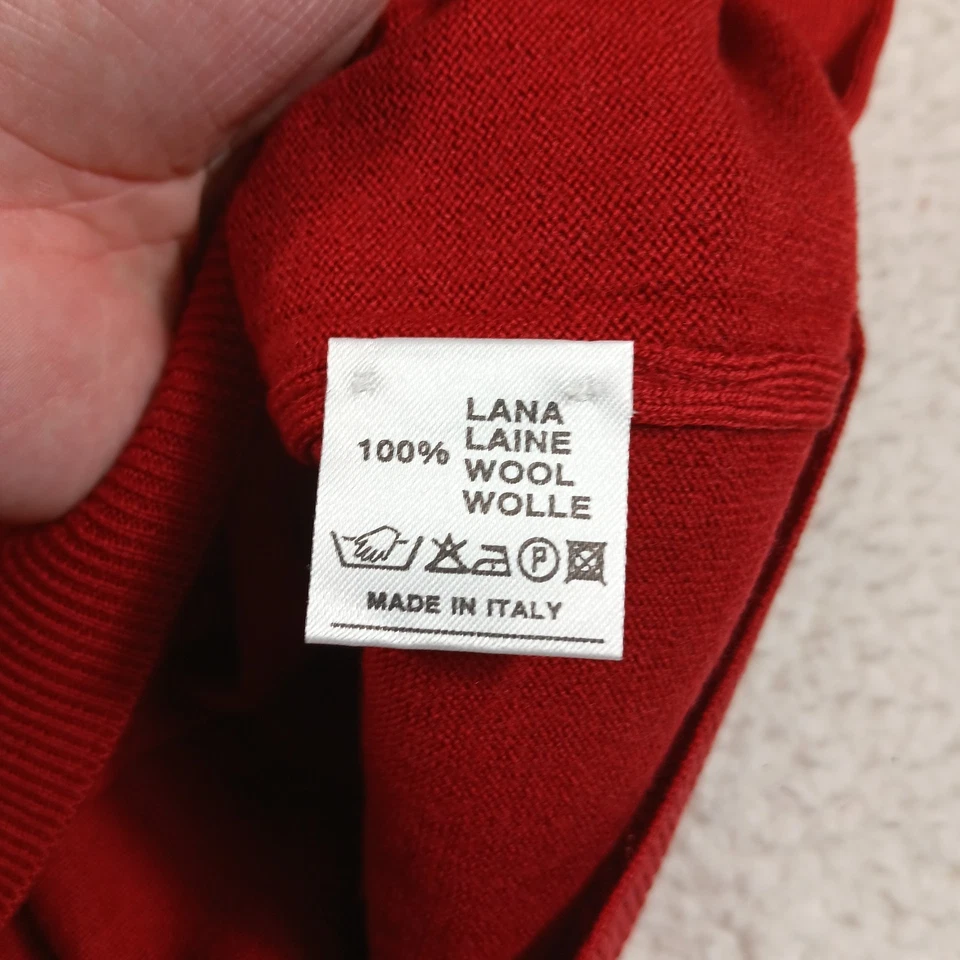 LANA
LAINE
100% WOOL
WOLLE
P
MADE IN ITALY